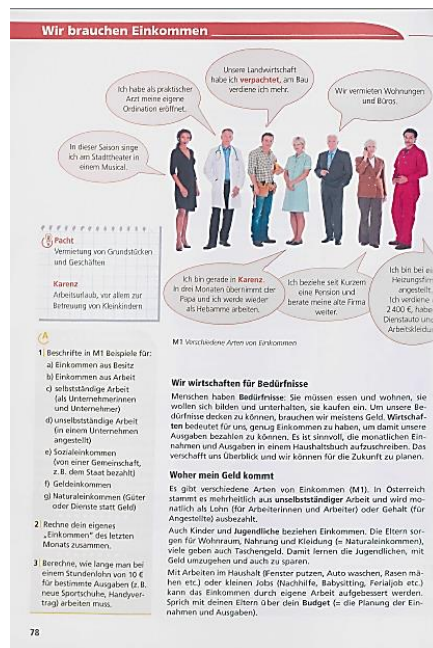 Wir brauchen Einkommen
Unsere Landwirtschaft
habe ich verpachtet, am Bau
verdiene ich mehr.
Ich habe als praktischer
Arzt meine eigene
Ordination eröffnet.
Wir vermieten Wohnungen
und Büros.
In dieser Saison singe
ich am Stadttheater in
einem Musical.
Pacht
Vermietung von Grundstücken
und Geschäften
Karenz
Arbeitsurlaub, vor allem zur
Betreuung von Kleinkindern
Ich bin gerade in Karenz.
In drei Monaten übernimmt der
Papa und ich werde wieder
als Hebamme arbeiten.
Ich beziehe seit Kurzem
eine Pension und
berate meine alte Firma
weiter.
Ich bin bei
Heizungsfirm
angestellt.
Ich verdiene
2 400 €, habe
Dienstauto und
Arbeitskleidu
M1 Verschiedene Arten von Einkommen
A
1 Beschrifte in M1 Beispiele für:
a) Einkommen aus Besitz
b) Einkommen aus Arbeit
c) selbstständige Arbeit
(als Unternehmerinnen
und Unternehmer)
d) unselbstständige Arbeit
(in einem Unternehmen
angestellt)
e) Sozialeinkommen
(von einer Gemeinschaft,
z. B. dem Staat bezahlt)
f) Geldeinkommen
g) Naturaleinkommen (Güter
oder Dienste statt Geld)
2 Rechne dein eigenes
„Einkommen" des letzten
Monats zusammen.
3 Berechne, wie lange man bei
einem Stundenlohn von 10 €
für bestimmte Ausgaben (z. B.
neue Sportschuhe, Handyver-
trag) arbeiten muss.
Wir wirtschaften für Bedürfnisse
Menschen haben Bedürfnisse: Sie müssen essen und wohnen, sie
wollen sich bilden und unterhalten, sie kaufen ein. Um unsere Be-
dürfnisse decken zu können, brauchen wir meistens Geld. Wirtschaf-
ten bedeutet für uns, genug Einkommen zu haben, um damit unsere
Ausgaben bezahlen zu können. Es ist sinnvoll, die monatlichen Ein-
nahmen und Ausgaben in einem Haushaltsbuch aufzuschreiben. Das
verschafft uns Überblick und wir können für die Zukunft zu planen.
Woher mein Geld kommt
Es gibt verschiedene Arten von Einkommen (M1). In Österreich
stammt es mehrheitlich aus unselbstständiger Arbeit und wird mo-
natlich als Lohn (für Arbeiterinnen und Arbeiter) oder Gehalt (für
Angestellte) ausbezahlt.
Auch Kinder und Jugendliche beziehen Einkommen. Die Eltern sor-
gen für Wohnraum, Nahrung und Kleidung (= Naturaleinkommen),
viele geben auch Taschengeld. Damit lernen die Jugendlichen, mit
Geld umzugehen und auch zu sparen.
Mit Arbeiten im Haushalt (Fenster putzen, Auto waschen, Rasen mä-
hen etc.) oder kleinen Jobs (Nachhilfe, Babysitting, Ferialjob etc.)
kann das Einkommen durch eigene Arbeit aufgebessert werden.
Sprich mit deinen Eltern über dein Budget (= die Planung der Ein-
nahmen und Ausgaben).
78